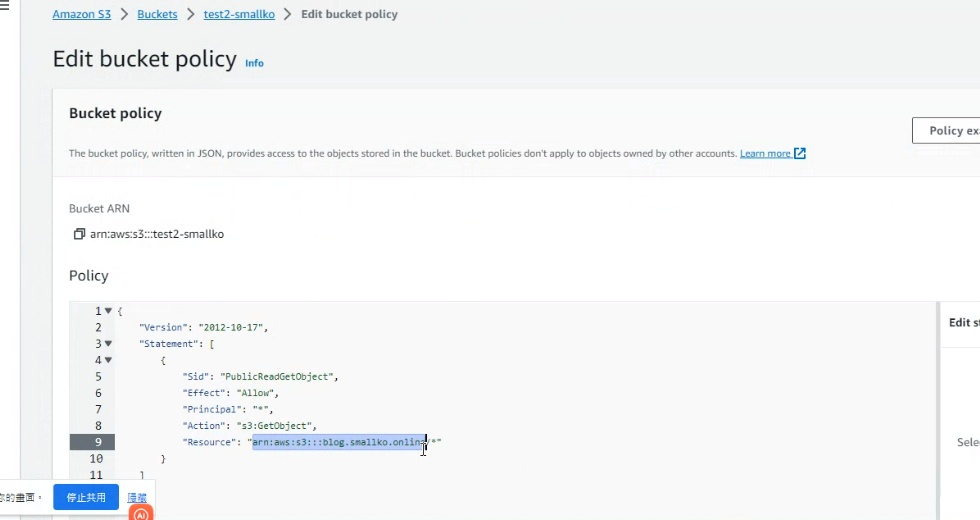 Amazon S3 > Buckets > test2-smallko > Edit bucket policy
Edit bucket policy Info
Bucket policy
Policy
The bucket policy, written in JSON, provides access to the objects stored in the bucket. Bucket policies don't apply to objects owned by other accounts. Learn more
Bucket ARN
arn:aws:s3:::test2-smallko
Policy
1 {
2 "Version": "2012-10-17",
3 "Statement": [
4 {
5 "Sid": "PublicReadGetObject",
6 "Effect": "Allow",
7 "Principal": "*",
8 "Action": "s3:GetObject",
9 "Resource": "arn:aws:s3:::blog.smallko.online/*"
10 }
11 ]
Edit
的畫面。 停止共用 隱藏